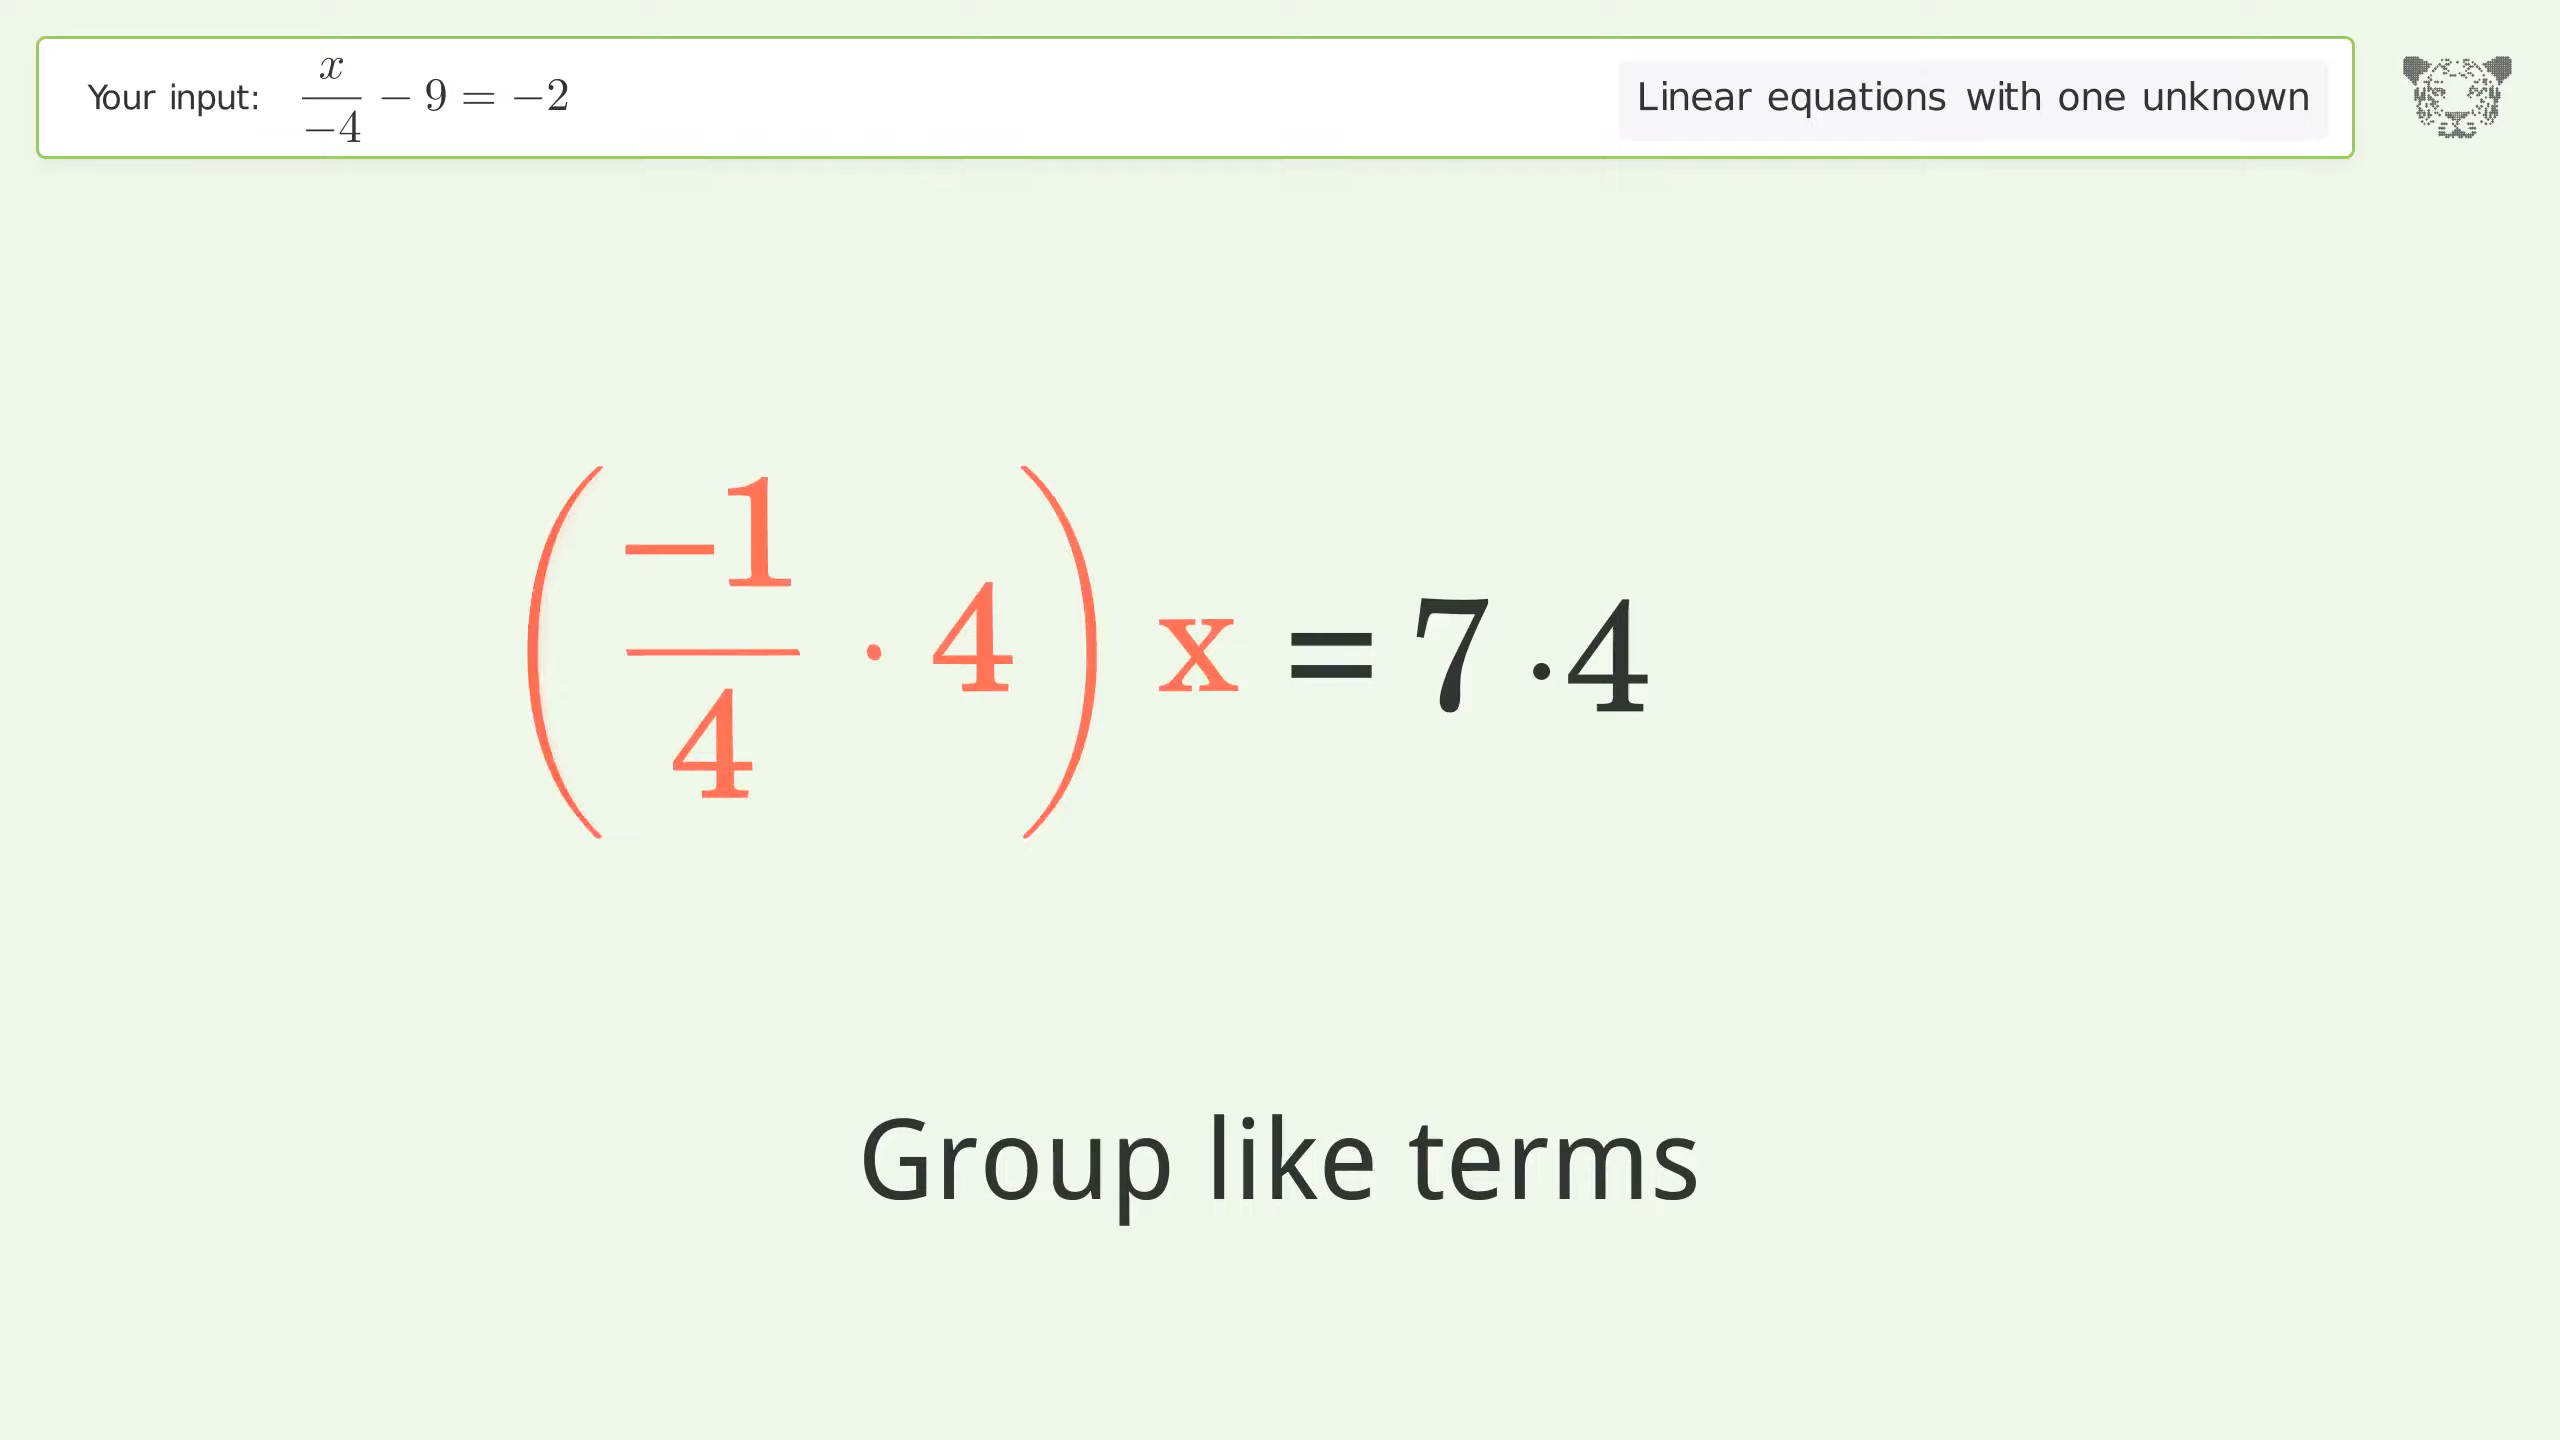 Your input: x/−4 − 9 = −2
Linear equations with one unknown
(−1/4 · 4) x = 7 · 4
Group like terms